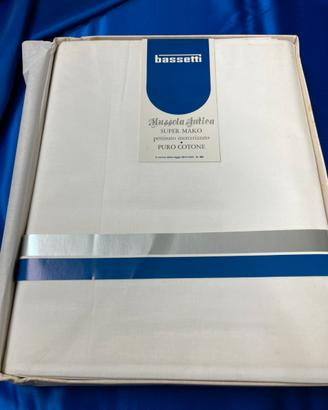 bassetti
Mussola Antica
SUPER MAKO
pettinato mercerizzato
PURO COTONE